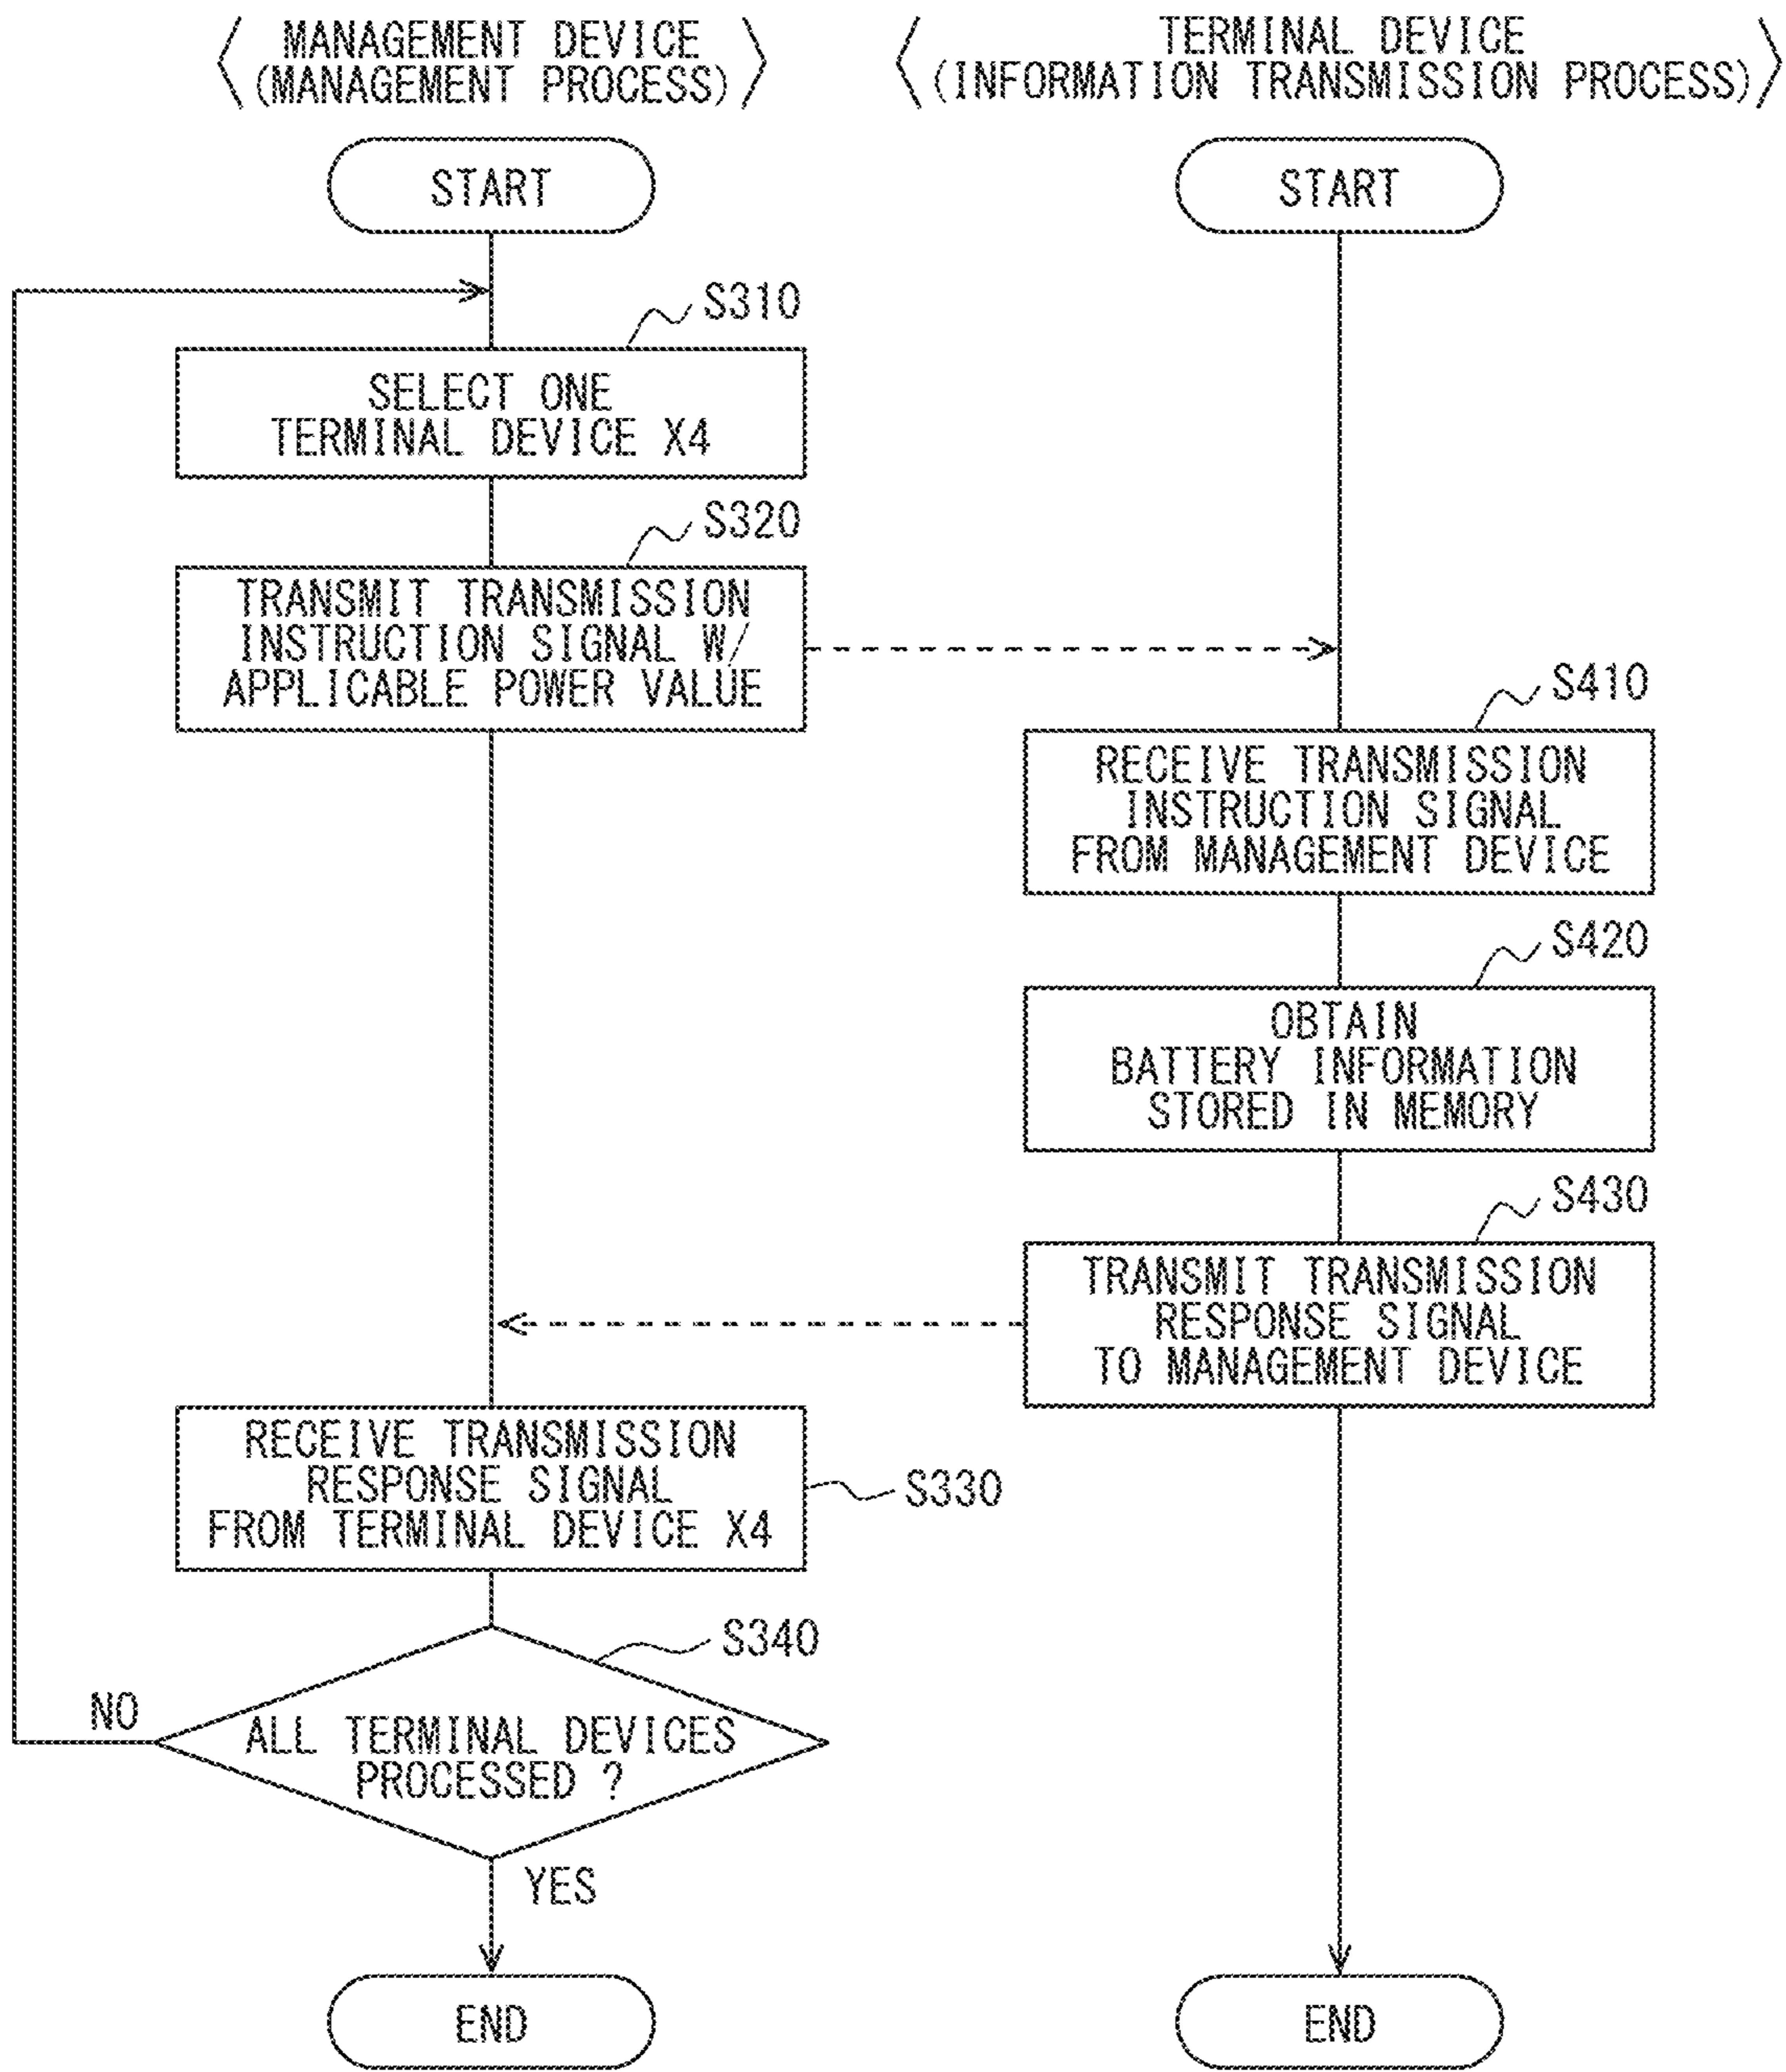 MANAGEMENT DEVICE
(MANAGEMENT PROCESS)
START
S310
SELECT ONE
TERMINAL DEVICE X4
S320
TRANSMIT TRANSMISSION
INSTRUCTION SIGNAL W/
APPLICABLE POWER VALUE
RECEIVE TRANSMISSION
RESPONSE SIGNAL
FROM TERMINAL DEVICE X4
S330
S340
ALL TERMINAL DEVICES
PROCESSED ?
NO
YES
END
TERMINAL DEVICE
(INFORMATION TRANSMISSION PROCESS)
START
S410
RECEIVE TRANSMISSION
INSTRUCTION SIGNAL
FROM MANAGEMENT DEVICE
S420
OBTAIN
BATTERY INFORMATION
STORED IN MEMORY
S430
TRANSMIT TRANSMISSION
RESPONSE SIGNAL
TO MANAGEMENT DEVICE
END